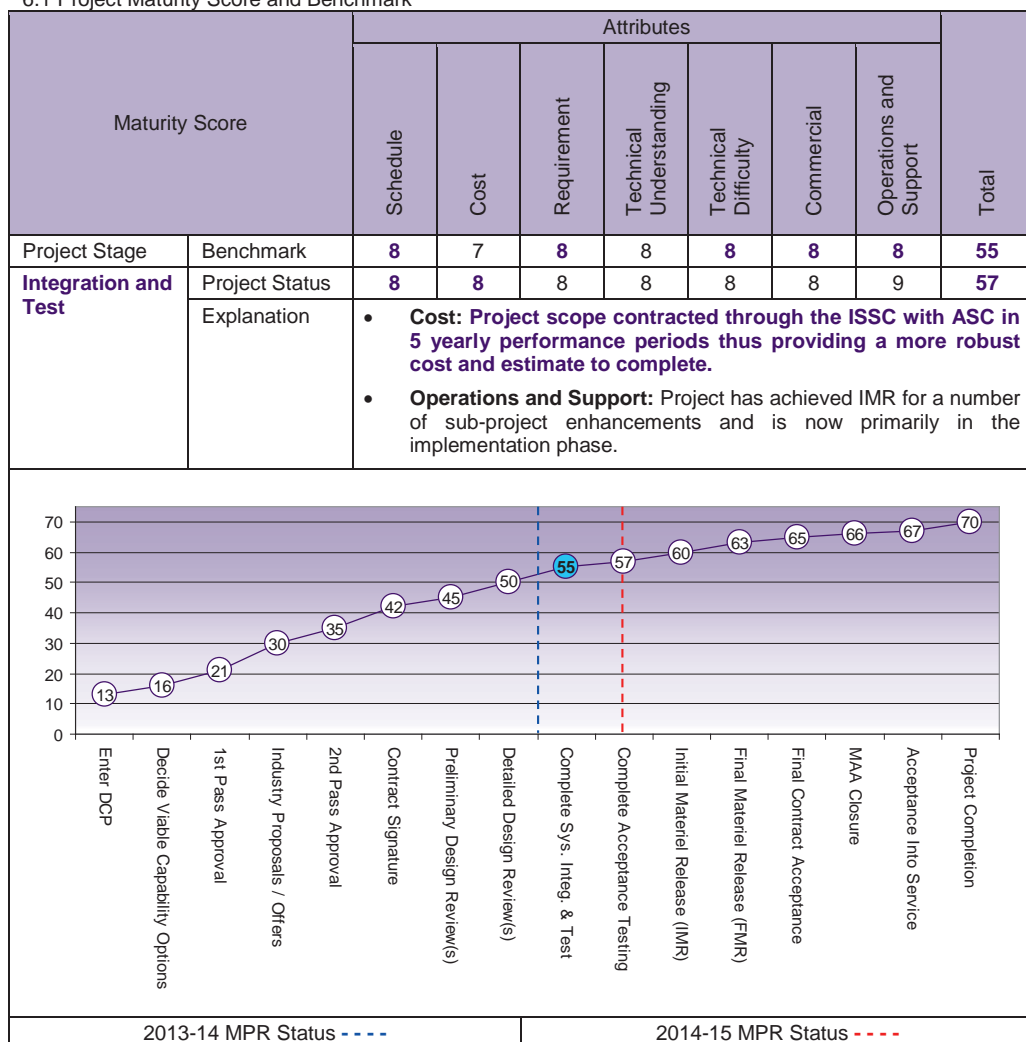 6.1 Project Maturity Score and Benchmark
Maturity Score
Attributes
Schedule
Cost
Requirement
Technical
Understanding
Technical
Difficulty
Commercial
Operations and
Support
Total
Project Stage Benchmark 8 7 8 8 8 8 8 55
Integration and
Test
Project Status 8 8 8 8 8 8 9 57
Explanation
• Cost: Project scope contracted through the ISSC with ASC in
5 yearly performance periods thus providing a more robust
cost and estimate to complete.
• Operations and Support: Project has achieved IMR for a number
of sub-project enhancements and is now primarily in the
implementation phase.
70
60
50
40
30
20
10
0
13
16
21
30
35
42
45
50
55
57
60
63
65
66
67
70
Enter DCP
Decide Viable Capability Options
1st Pass Approval
Industry Proposals / Offers
2nd Pass Approval
Contract Signature
Preliminary Design Review(s)
Detailed Design Review(s)
Complete Sys. Integ. & Test
Complete Acceptance Testing
Initial Materiel Release (IMR)
Final Materiel Release (FMR)
Final Contract Acceptance
MAA Closure
Acceptance Into Service
Project Completion
2013-14 MPR Status - - - -
2014-15 MPR Status - - - -